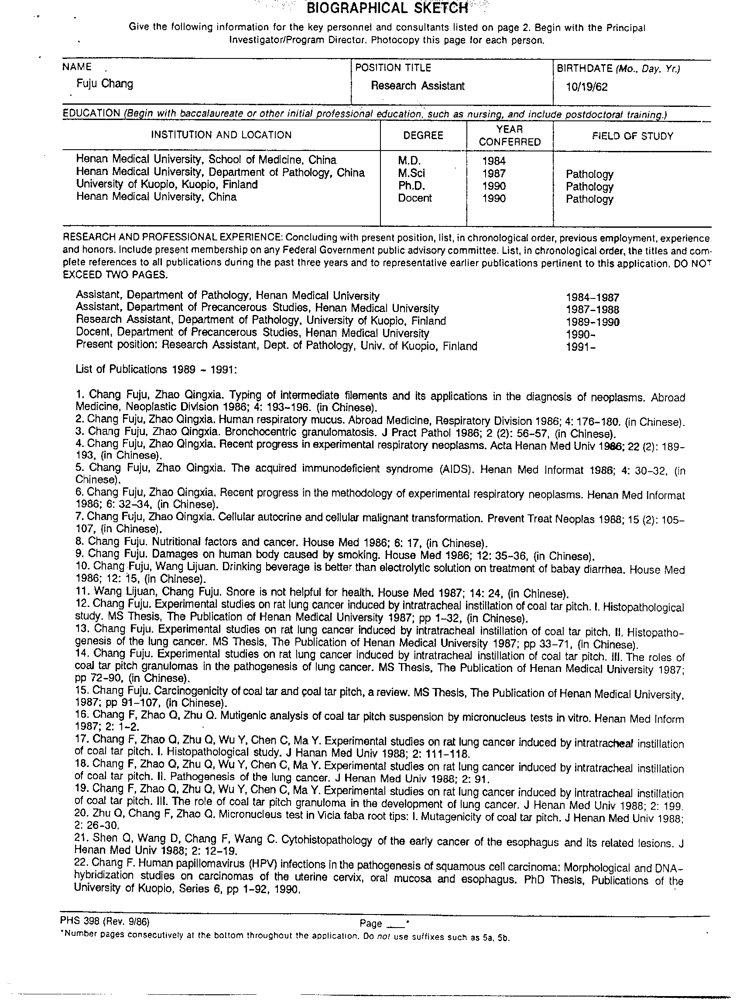 BIOGRAPHICAL SKETCH
Give the following information for the key personnel and consultants listed on page 2. Begin with the Principal
Investigator/Program Director. Photocopy this page for each person.
NAME POSITION TITLE BIRTHDATE (Mo., Day, Yr.)
Fuju Chang Research Assistant 10/19/62
EDUCATION (Begin with baccalaureate or other initial professional education, such as nursing, and include postdoctoral training.)
INSTITUTION AND LOCATION DEGREE YEAR CONFERRED FIELD OF STUDY
Henan Medical University, School of Medicine, China M.D. 1984
Henan Medical University, Department of Pathology, China M.Sci 1987 Pathology
University of Kuopio, Kuopio, Finland Ph.D. 1990 Pathology
Henan Medical University, China Docent 1990 Pathology
RESEARCH AND PROFESSIONAL EXPERIENCE: Concluding with present position, list, in chronological order, previous employment, experience
and honors. Include present membership on any Federal Government public advisory committee. List, in chronological order, the titles and com-
plete references to all publications during the past three years and to representative earlier publications pertinent to this application. DO NOT
EXCEED TWO PAGES.
Assistant, Department of Pathology, Henan Medical University 1984-1987
Assistant, Department of Precancerous Studies, Henan Medical University 1987-1988
Research Assistant, Department of Pathology, University of Kuopio, Finland 1989-1990
Docent, Department of Precancerous Studies, Henan Medical University 1990-
Present position: Research Assistant, Dept. of Pathology, Univ. of Kuopio, Finland 1991-
List of Publications 1989 - 1991:
1. Chang Fuju, Zhao Qingxia. Typing of intermediate filements and its applications in the diagnosis of neoplasms. Abroad
Medicine, Neoplastic Division 1986; 4: 193-196. (in Chinese).
2. Chang Fuju, Zhao Qingxia. Human respiratory mucus. Abroad Medicine, Respiratory Division 1986; 4: 176-180. (in Chinese).
3. Chang Fuju, Zhao Qingxia. Bronchocentric granulomatosis. J Pract Pathol 1986; 2 (2): 56-57, (in Chinese).
4. Chang Fuju, Zhao Qingxia. Recent progress in experimental respiratory neoplasms. Acta Henan Med Univ 1986; 22 (2): 189-
193, (in Chinese).
5. Chang Fuju, Zhao Qingxia. The acquired immunodeficient syndrome (AIDS). Henan Med Informat 1986; 4: 30-32, (in
Chinese).
6. Chang Fuju, Zhao Qingxia. Recent progress in the methodology of experimental respiratory neoplasms. Henan Med Informat
1986; 6: 32-34, (in Chinese).
7. Chang Fuju, Zhao Qingxia. Cellular autocrine and cellular malignant transformation. Prevent Treat Neoplas 1988; 15 (2): 105-
107, (in Chinese).
8. Chang Fuju. Nutritional factors and cancer. House Med 1986; 6: 17, (in Chinese).
9. Chang Fuju. Damages on human body caused by smoking. House Med 1986; 12: 35-36, (in Chinese).
10. Chang Fuju, Wang Lijuan. Drinking beverage is better than electrolytic solution on treatment of babay diarrhea. House Med
1986; 12: 15, (in Chinese).
11. Wang Lijuan, Chang Fuju. Snore is not helpful for health. House Med 1987; 14: 24, (in Chinese).
12. Chang Fuju. Experimental studies on rat lung cancer induced by intratracheal instillation of coal tar pitch. I. Histopathological
study. MS Thesis, The Publication of Henan Medical University 1987; pp 1-32, (in Chinese).
13. Chang Fuju. Experimental studies on rat lung cancer induced by intratracheal instillation of coal tar pitch. II. Histopatho-
genesis of the lung cancer. MS Thesis, The Publication of Henan Medical University 1987; pp 33-71, (in Chinese).
14. Chang Fuju. Experimental studies on rat lung cancer induced by intratracheal instillation of coal tar pitch. III. The roles of
coal tar pitch granulomas in the pathogenesis of lung cancer. MS Thesis, The Publication of Henan Medical University 1987;
pp 72-90, (in Chinese).
15. Chang Fuju. Carcinogenicity of coal tar and coal tar pitch, a review. MS Thesis, The Publication of Henan Medical University,
1987; pp 91-107, (in Chinese).
16. Chang F, Zhao Q, Zhu Q. Mutigenic analysis of coal tar pitch suspension by micronucleus tests in vitro. Henan Med Inform
1987; 2: 1-2.
17. Chang F, Zhao Q, Zhu Q, Wu Y, Chen C, Ma Y. Experimental studies on rat lung cancer induced by intratracheal instillation
of coal tar pitch. I. Histopathological study. J Hanan Med Univ 1988; 2: 111-118.
18. Chang F, Zhao Q, Zhu Q, Wu Y, Chen C, Ma Y. Experimental studies on rat lung cancer induced by intratracheal instillation
of coal tar pitch. II. Pathogenesis of the lung cancer. J Henan Med Univ 1988; 2: 91.
19. Chang F, Zhao Q, Zhu Q, Wu Y, Chen C, Ma Y. Experimental studies on rat lung cancer induced by intratracheal instillation
of coal tar pitch. III. The role of coal tar pitch granuloma in the development of lung cancer. J Henan Med Univ 1988; 2: 199.
20. Zhu Q, Chang F, Zhao Q. Micronucleus test in Vicia faba root tips: I. Mutagenicity of coal tar pitch. J Henan Med Univ 1988;
2: 26-30.
21. Shen Q, Wang D, Chang F, Wang C. Cytohistopathology of the early cancer of the esophagus and its related lesions. J
Henan Med Univ 1988; 2: 12-19.
22. Chang F. Human papillomavirus (HPV) infections in the pathogenesis of squamous cell carcinoma: Morphological and DNA-
hybridization studies on carcinomas of the uterine cervix, oral mucosa and esophagus. PhD Thesis, Publications of the
University of Kuopio, Series 6, pp 1-92, 1990.
PHS 398 (Rev. 9/86) Page ___*
*Number pages consecutively at the bottom throughout the application. Do not use suffixes such as 5a, 5b.